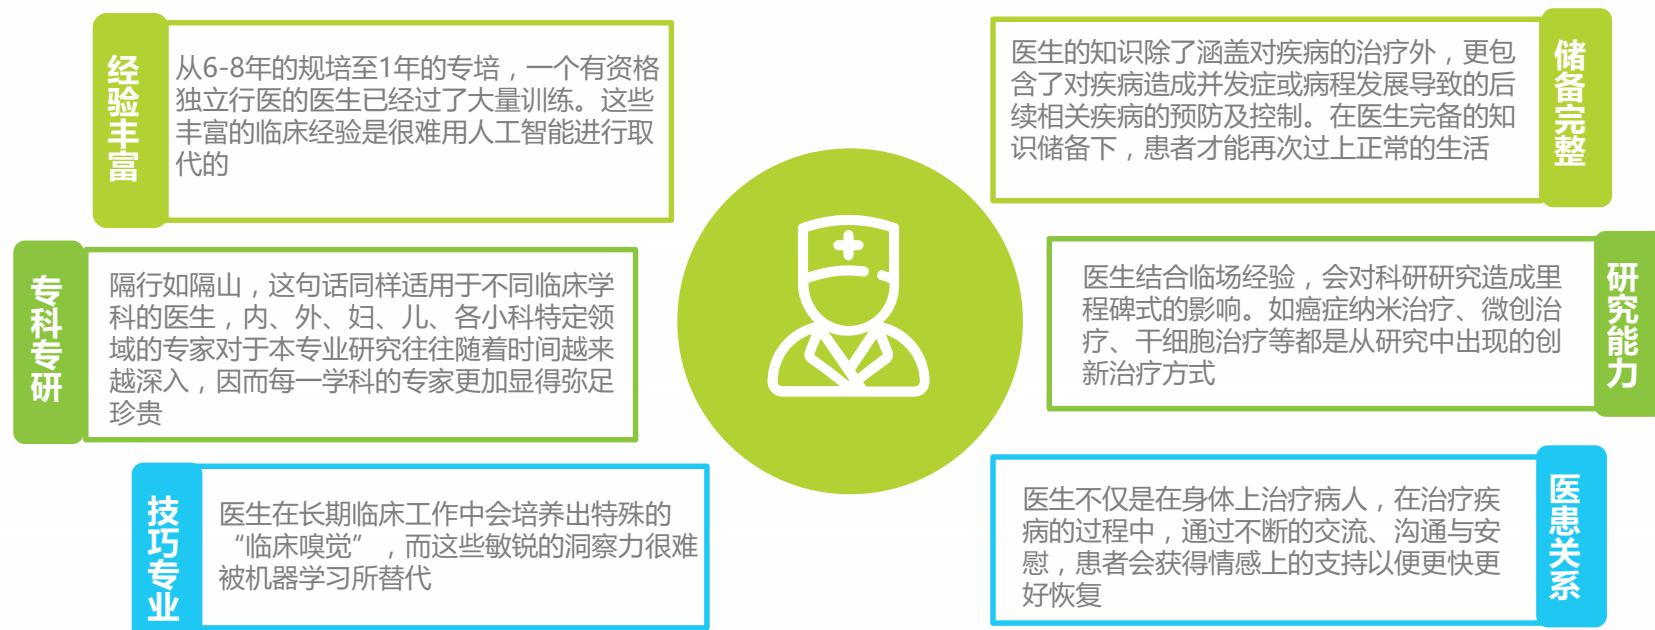 经验丰富
从6-8年的规培至1年的专培，一个有资格
独立行医的医生已经过了大量训练。这些
丰富的临床经验是很难用人工智能进行取
代的
专科专研
隔行如隔山，这句话同样适用于不同临床学
科的医生，内、外、妇、儿、各小科特定领
域的专家对于本专业研究往往随着时间越来
越深入，因而每一学科的专家更加显得弥足
珍贵
技巧专业
医生在长期临床工作中会培养出特殊的
“临床嗅觉”，而这些敏锐的洞察力很难
被机器学习所替代
医生的知识除了涵盖对疾病的治疗外，更包
含了对疾病造成并发症或病程发展导致的后
续相关疾病的预防及控制。在医生完备的知
识储备下，患者才能再次过上正常的生活
储备完整
医生结合临场经验，会对科研研究造成里
程碑式的影响。如癌症纳米治疗、微创治
疗、干细胞治疗等都是从研究中出现的创
新治疗方式
研究能力
医生不仅是在身体上治疗病人，在治疗疾
病的过程中，通过不断的交流、沟通与安
慰，患者会获得情感上的支持以便更快更
好恢复
医患关系